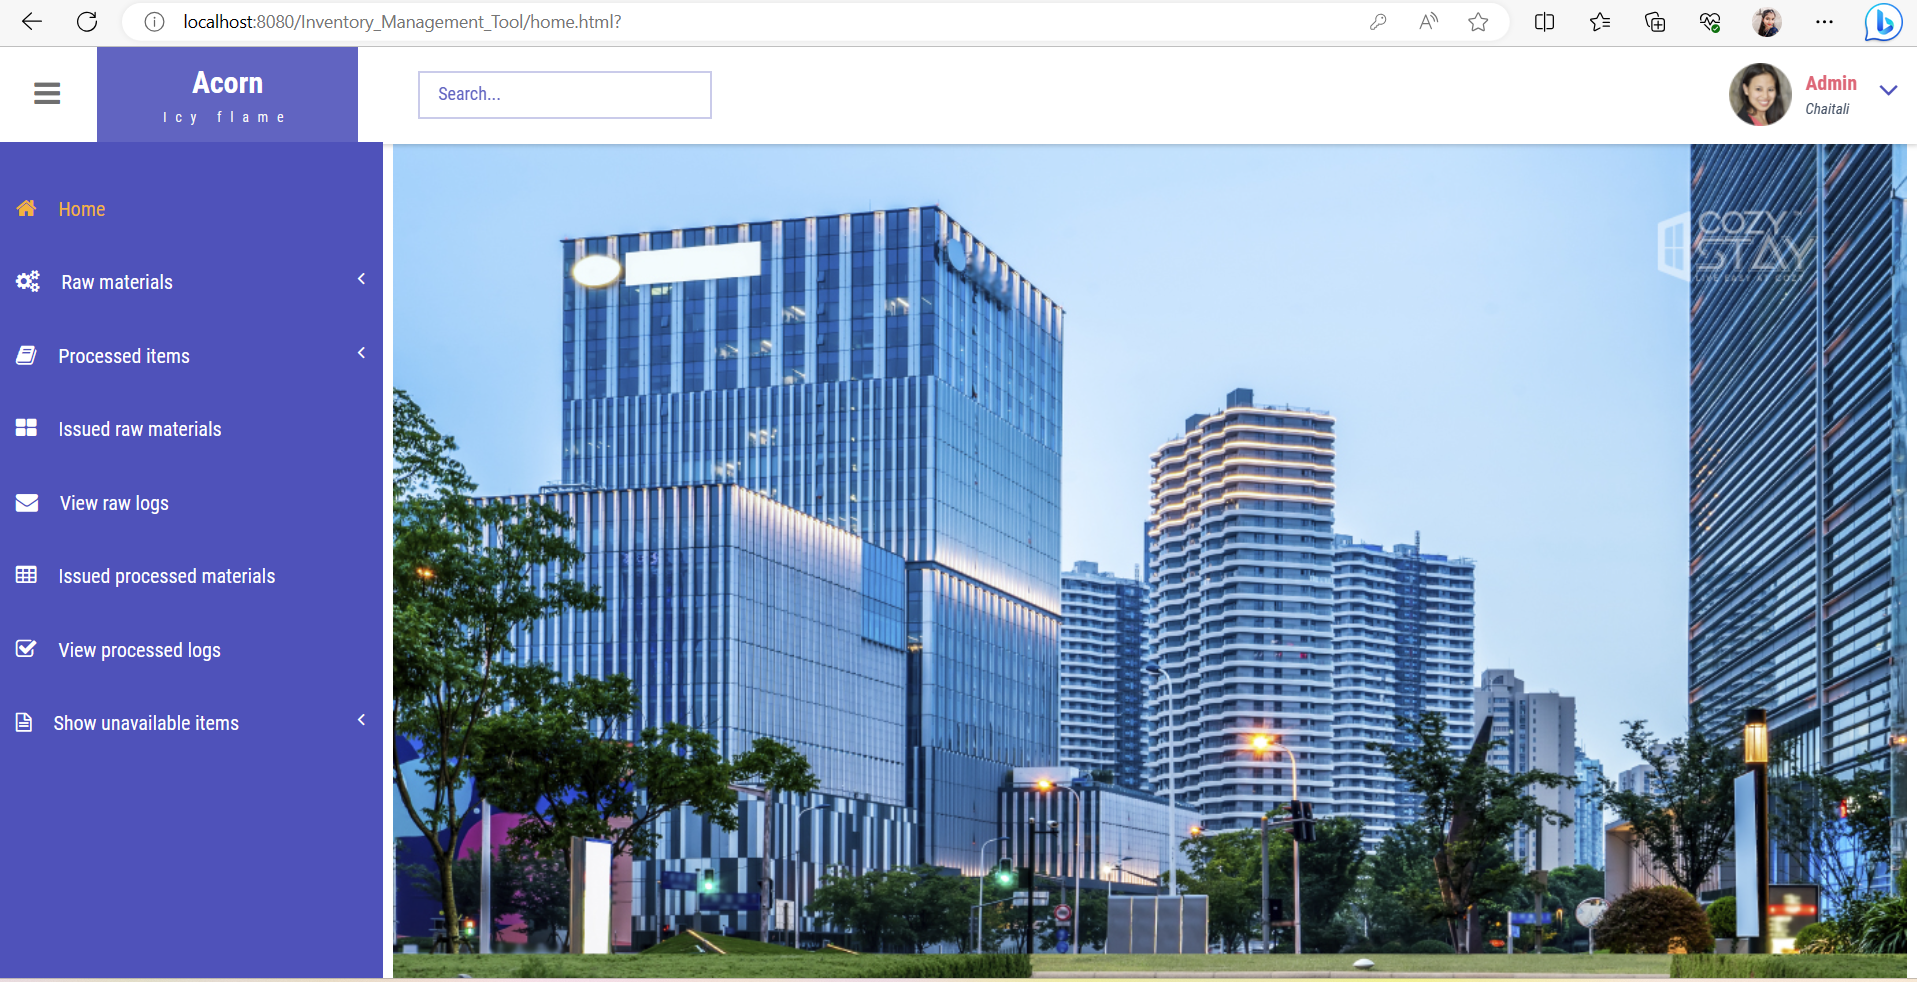 localhost:8080/Inventory_Management_Tool/home.html?
Acorn
Icy flame
Search...
Admin
Chaitali
Home
Raw materials
Processed items
Issued raw materials
View raw logs
Issued processed materials
View processed logs
Show unavailable items
COZY
STAY